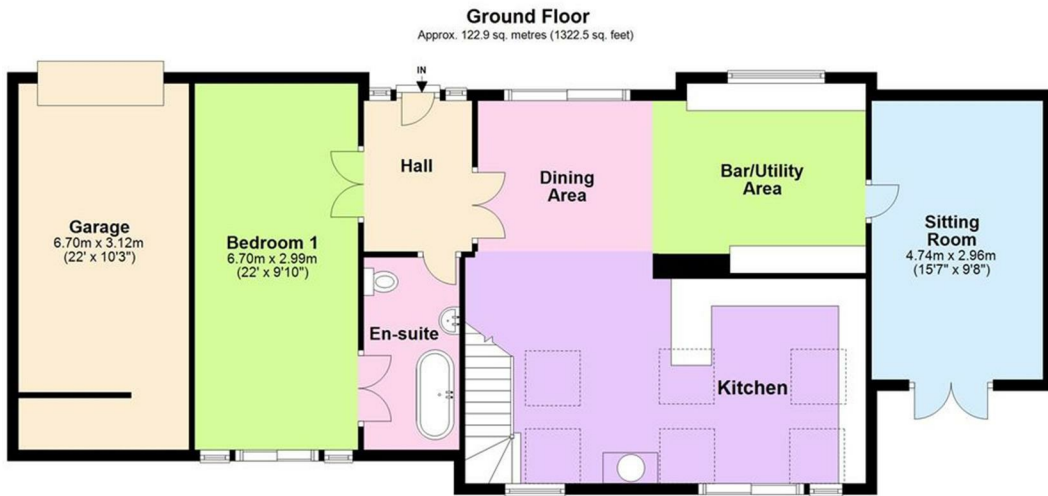 Ground Floor
Approx. 122.9 sq. metres (1322.5 sq. feet)
IN
Hall
Dining
Area
Bar/Utility
Area
Garage
6.70m x 3.12m
(22' x 10'3")
Bedroom 1
6.70m x 2.99m
(22' x 9'10")
Sitting
Room
4.74m x 2.96m
(15'7" x 9'8")
En-suite
Kitchen